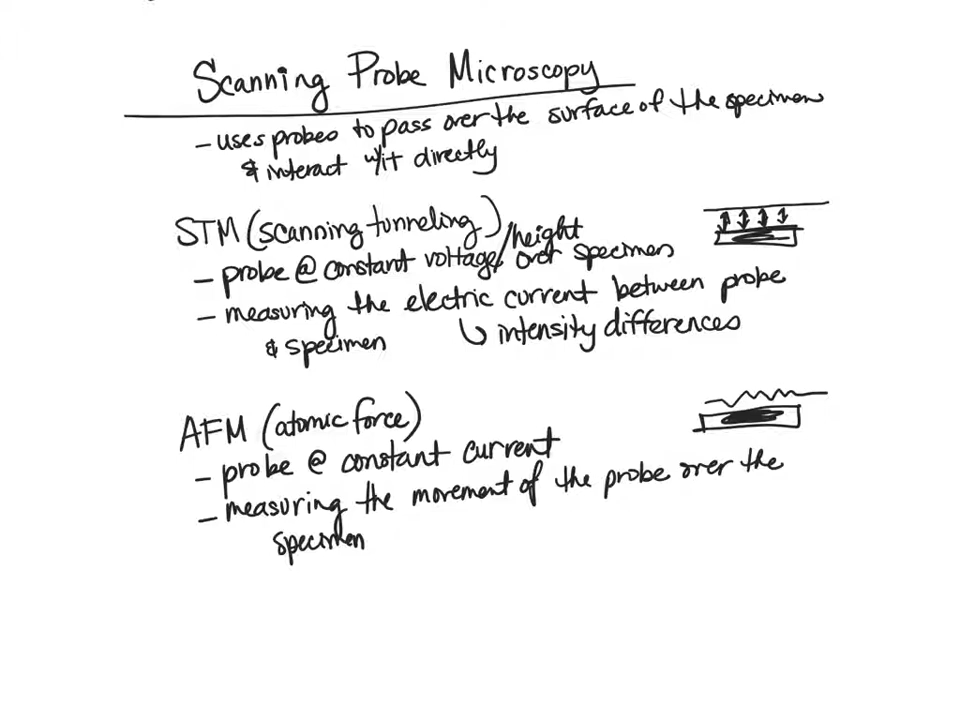 Scanning Probe Microscopy
- uses probes to pass over the surface of the specimen
& interact w/it directly
STM (scanning tunneling)
- probe @ constant voltage/height over specimen
- measuring the electric current between probe
& specimen ↳ intensity differences
AFM (atomic force)
- probe @ constant current
- measuring the movement of the probe over the
specimen